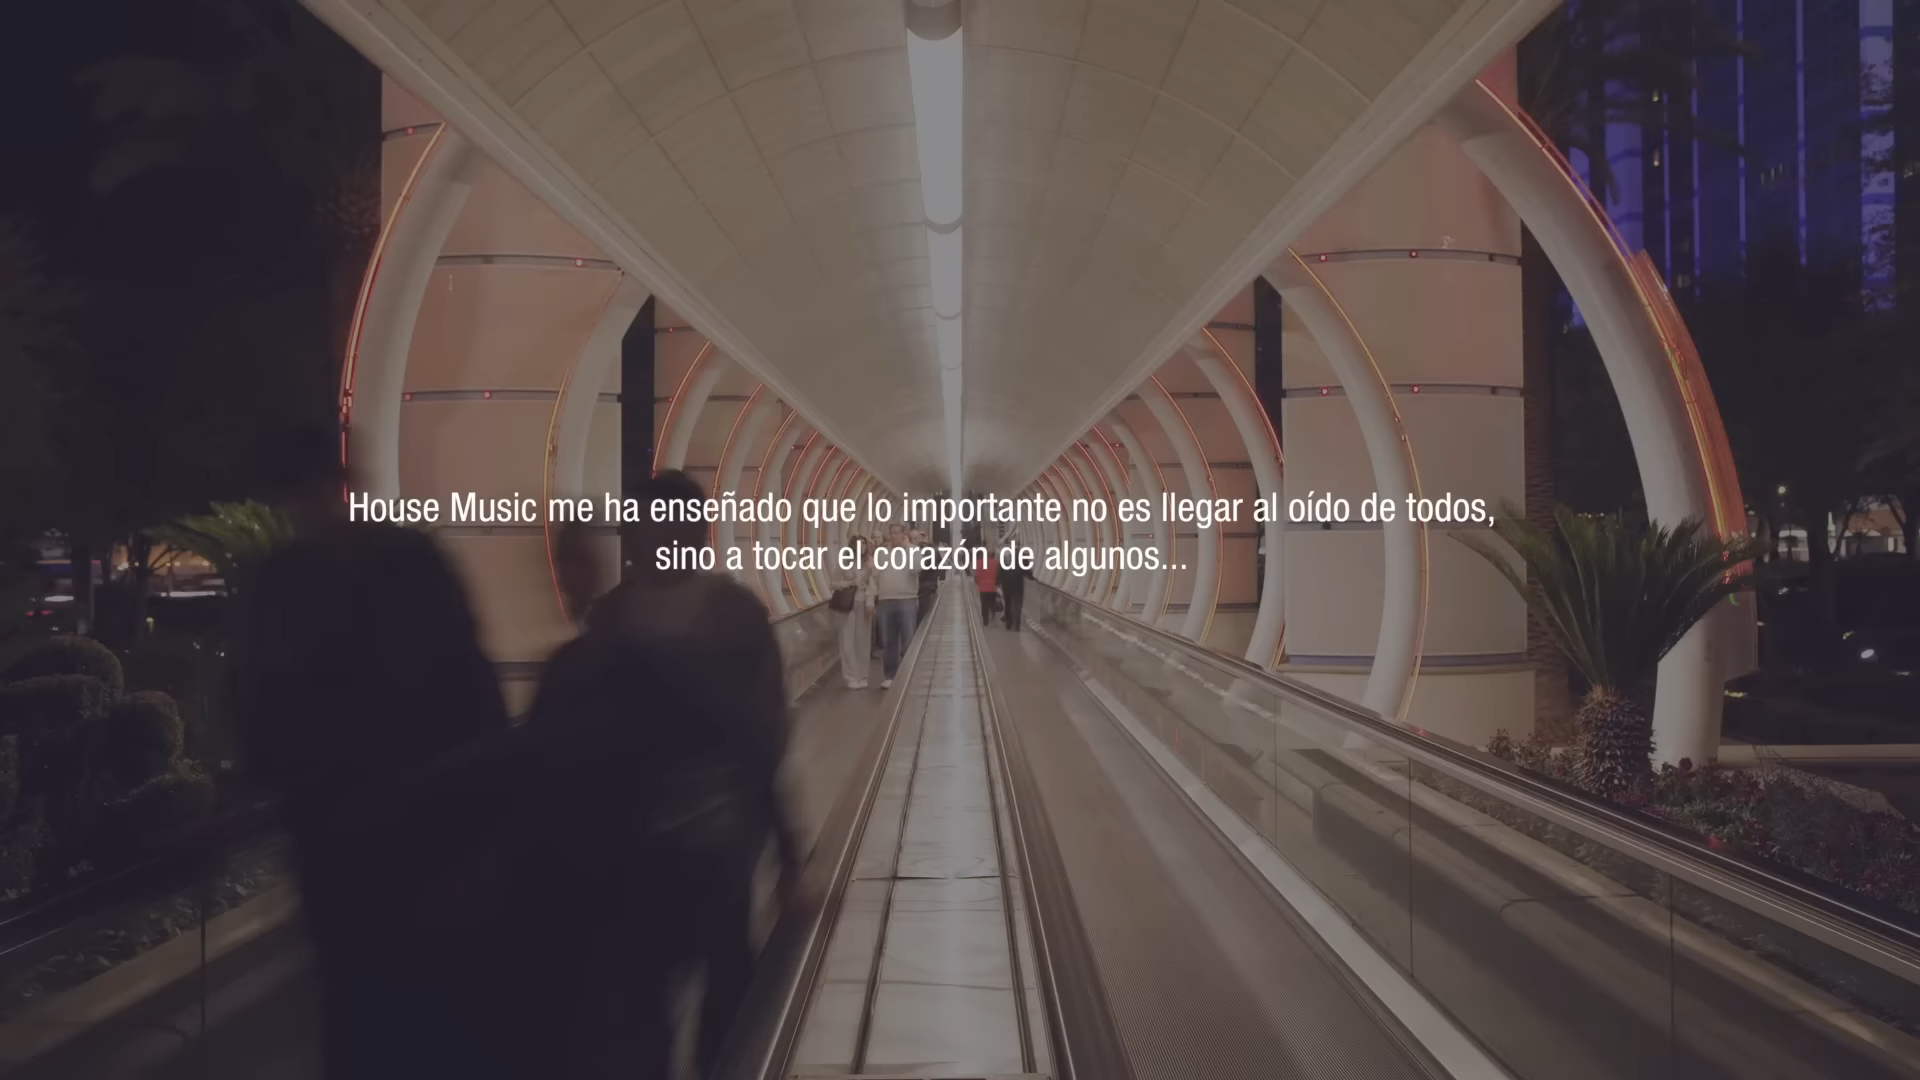 House Music me ha enseñado que lo importante no es llegar al oído de todos,
sino a tocar el corazón de algunos...